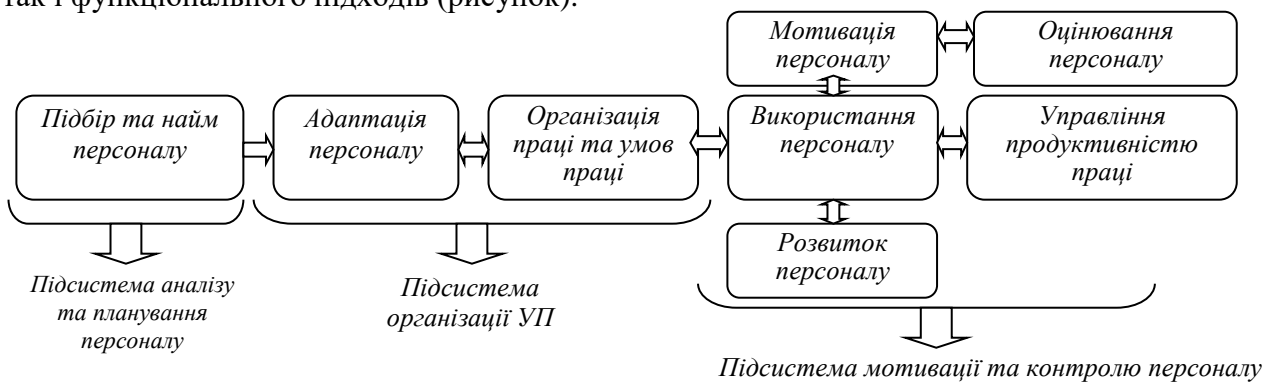 так і функціонального підходів (рисунок).
Мотивація
персоналу
Оцінювання
персоналу
Підбір та найм
персоналу
Адаптація
персоналу
Організація
праці та умов
праці
Використання
персоналу
Управління
продуктивністю
праці
Розвиток
персоналу
Підсистема аналізу
та планування
персоналу
Підсистема
організації УП
Підсистема мотивації та контролю персоналу